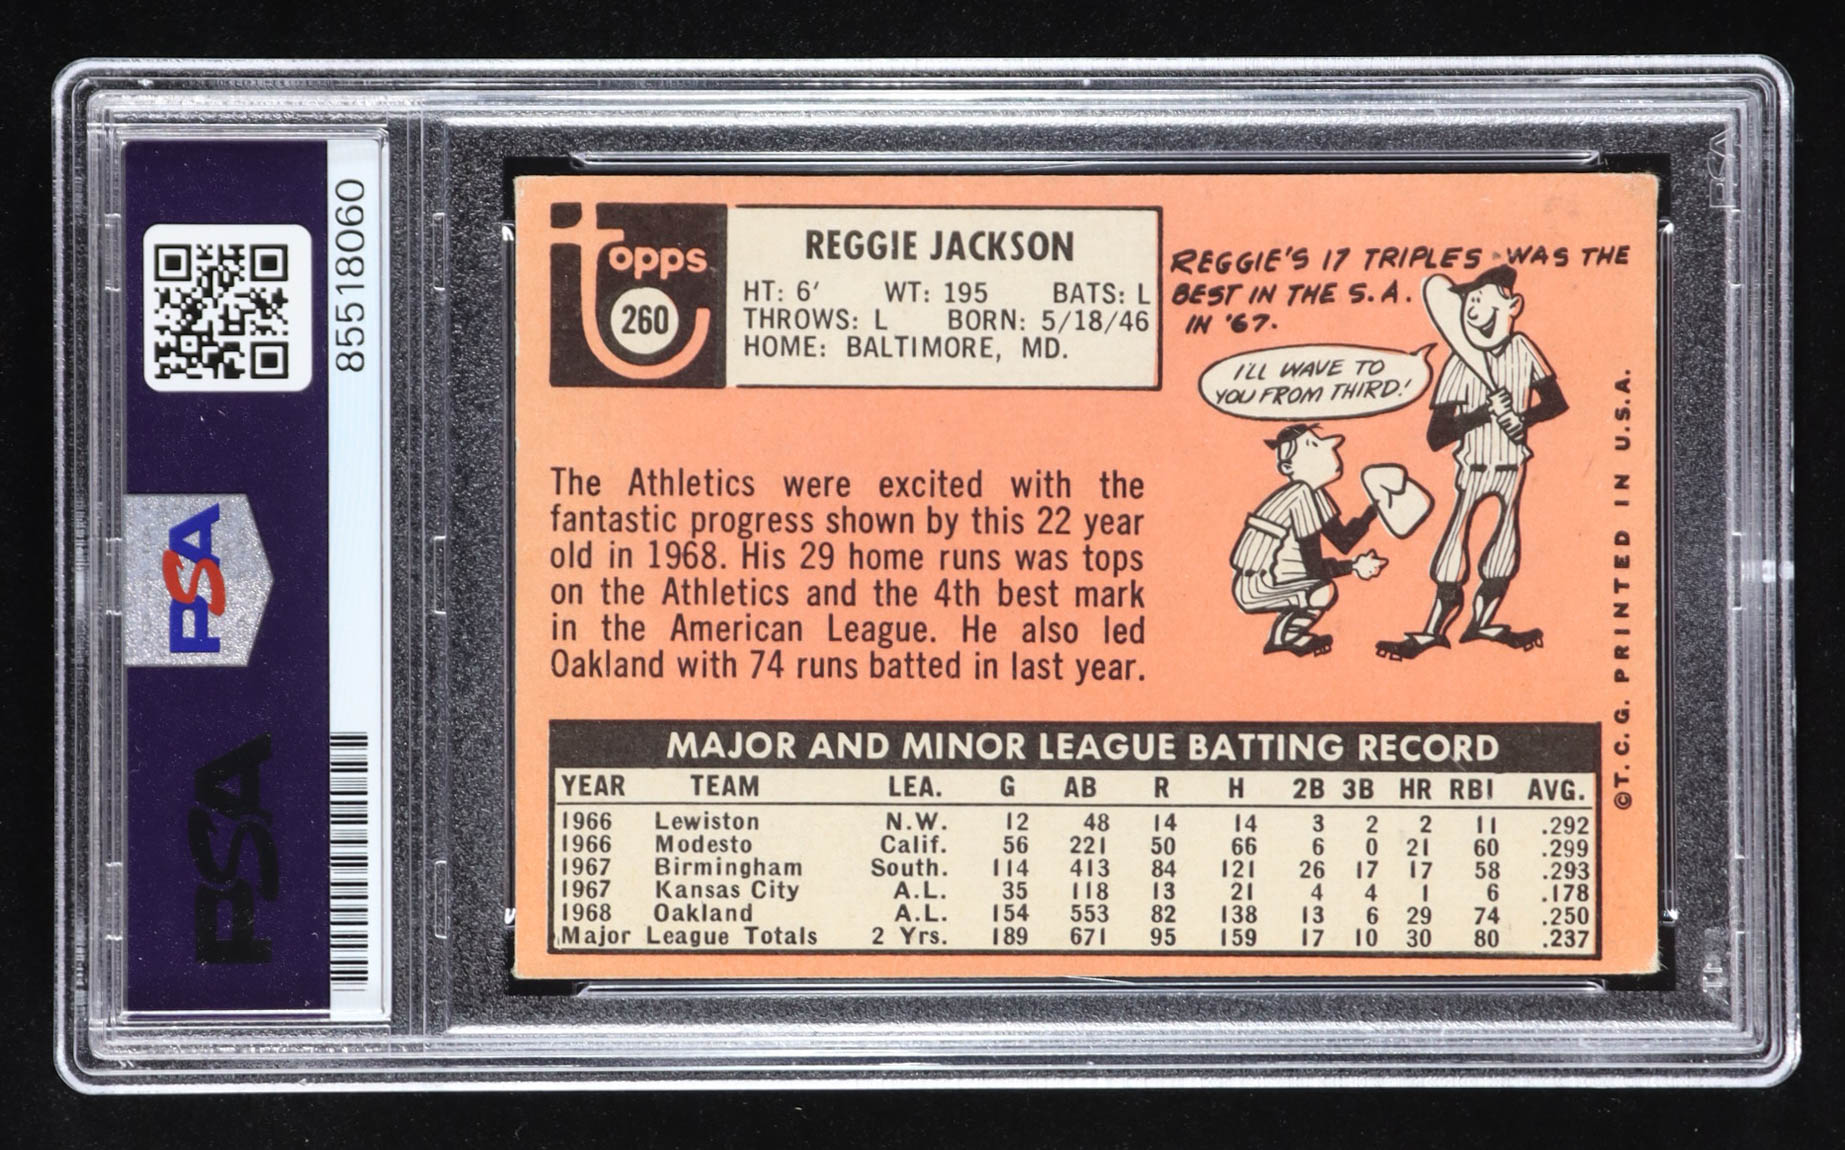 85518060
PSA
PSA
PSA
topps
260
REGGIE JACKSON
HT: 6' WT: 195 BATS: L
THROWS: L BORN: 5/18/46
HOME: BALTIMORE, MD.
REGGIE'S 17 TRIPLES WAS THE
BEST IN THE S.A.
IN '67.
I'LL WAVE TO
YOU FROM THIRD!
The Athletics were excited with the
fantastic progress shown by this 22 year
old in 1968. His 29 home runs was tops
on the Athletics and the 4th best mark
in the American League. He also led
Oakland with 74 runs batted in last year.
©T. C. G. PRINTED IN U.S.A.
MAJOR AND MINOR LEAGUE BATTING RECORD
YEAR TEAM LEA. G AB R H 2B 3B HR RBI AVG.
1966 Lewiston N.W. 12 48 14 14 3 2 2 11 .292
1966 Modesto Calif. 56 221 50 66 6 0 21 60 .299
1967 Birmingham South. 114 413 84 121 26 17 17 58 .293
1967 Kansas City A.L. 35 118 13 21 4 4 1 6 .178
1968 Oakland A.L. 154 553 82 138 13 6 29 74 .250
Major League Totals 2 Yrs. 189 671 95 159 17 10 30 80 .237